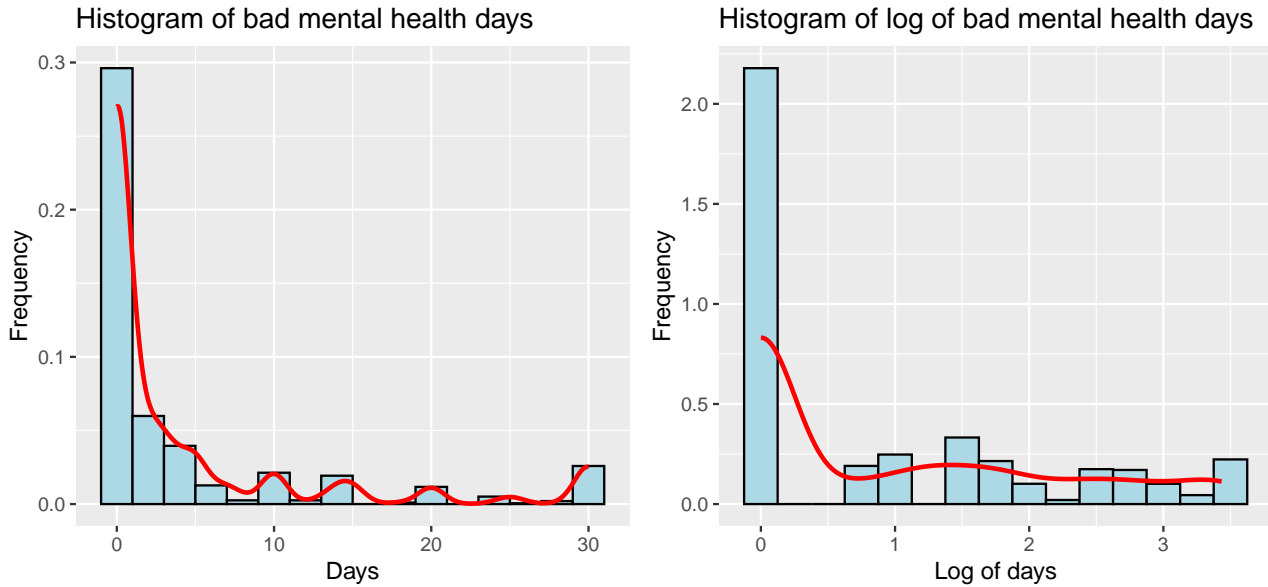 Histogram of bad mental health days
Frequency
0.3
0.2
0.1
0.0
0
10
20
30
Days
Histogram of log of bad mental health days
Frequency
2.0
1.5
1.0
0.5
0.0
0
1
2
3
Log of days